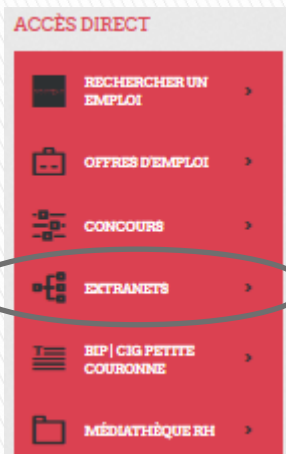 ACCÈS DIRECT
RECHERCHER UN
EMPLOI
OFFRES D'EMPLOI
CONCOURS
EXTRANETS
BIP | CIG PETITE
COURONNE
MÉDIATHÈQUE RH